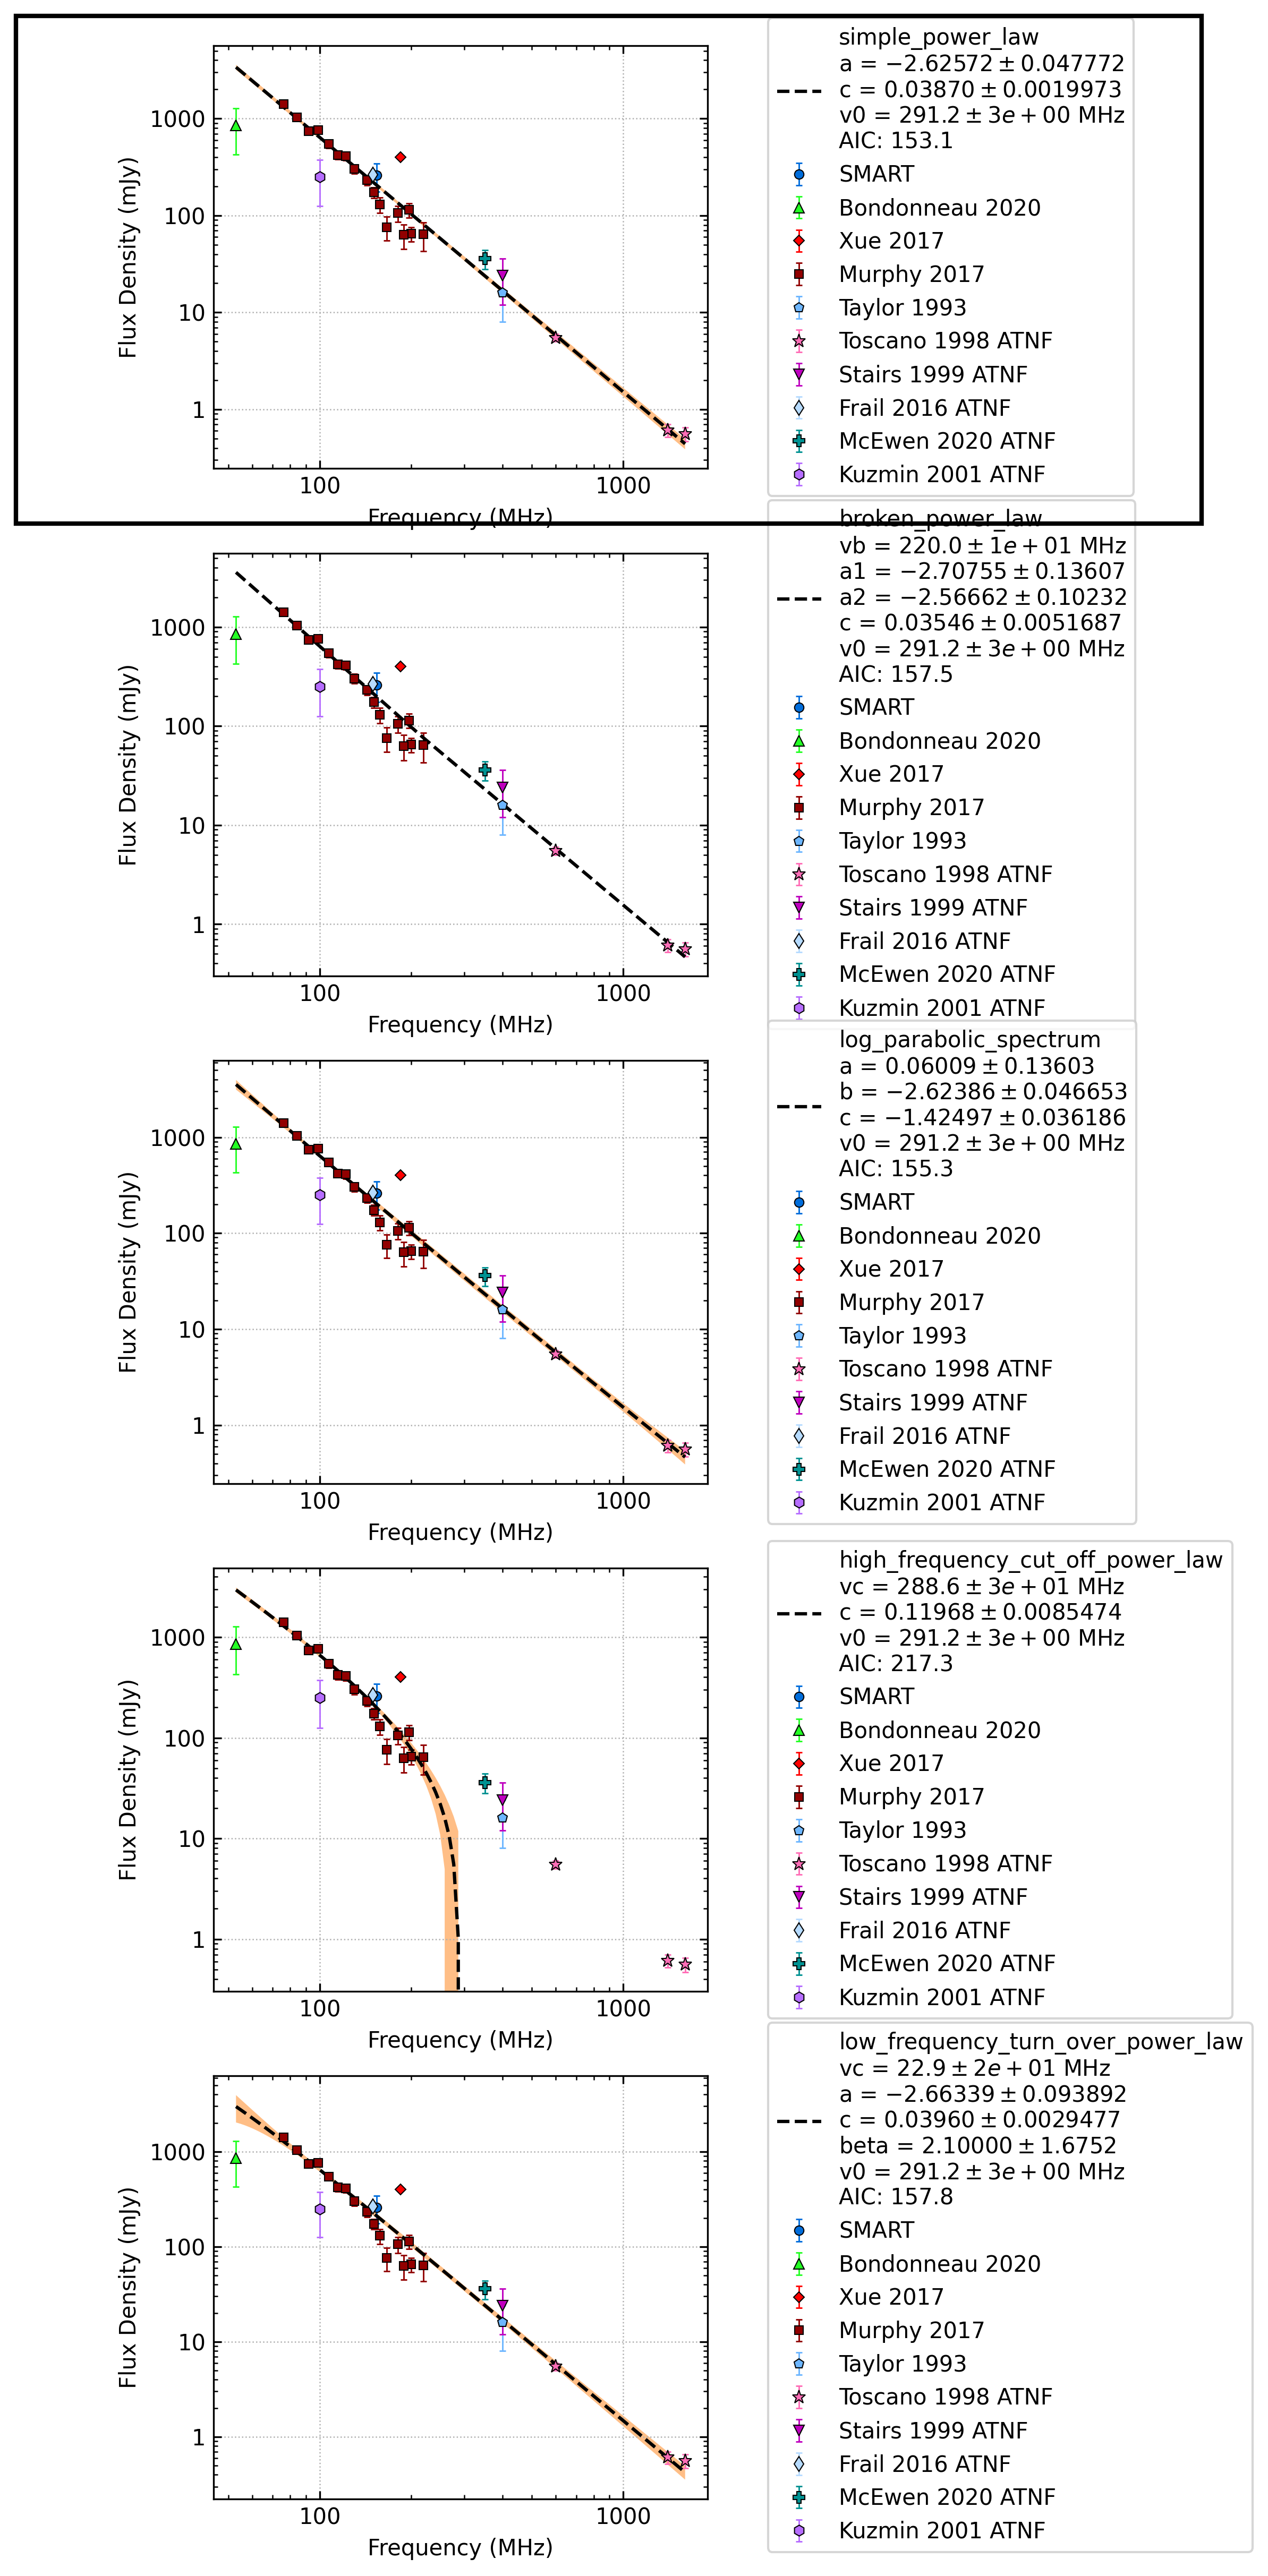 simple_power_law
a = −2.62572 ± 0.047772
c = 0.03870 ± 0.0019973
v0 = 291.2 ± 3e + 00 MHz
AIC: 153.1
SMART
Bondonneau 2020
Xue 2017
Murphy 2017
Taylor 1993
Toscano 1998 ATNF
Stairs 1999 ATNF
Frail 2016 ATNF
McEwen 2020 ATNF
Kuzmin 2001 ATNF
Flux Density (mJy)
1000
100
10
1
100
1000
Frequency (MHz)
broken_power_law
vb = 220.0 ± 1e + 01 MHz
a1 = −2.70755 ± 0.13607
a2 = −2.56662 ± 0.10232
c = 0.03546 ± 0.0051687
v0 = 291.2 ± 3e + 00 MHz
AIC: 157.5
SMART
Bondonneau 2020
Xue 2017
Murphy 2017
Taylor 1993
Toscano 1998 ATNF
Stairs 1999 ATNF
Frail 2016 ATNF
McEwen 2020 ATNF
Kuzmin 2001 ATNF
Flux Density (mJy)
1000
100
10
1
100
1000
Frequency (MHz)
log_parabolic_spectrum
a = 0.06009 ± 0.13603
b = −2.62386 ± 0.046653
c = −1.42497 ± 0.036186
v0 = 291.2 ± 3e + 00 MHz
AIC: 155.3
SMART
Bondonneau 2020
Xue 2017
Murphy 2017
Taylor 1993
Toscano 1998 ATNF
Stairs 1999 ATNF
Frail 2016 ATNF
McEwen 2020 ATNF
Kuzmin 2001 ATNF
Flux Density (mJy)
1000
100
10
1
100
1000
Frequency (MHz)
high_frequency_cut_off_power_law
vc = 288.6 ± 3e + 01 MHz
c = 0.11968 ± 0.0085474
v0 = 291.2 ± 3e + 00 MHz
AIC: 217.3
SMART
Bondonneau 2020
Xue 2017
Murphy 2017
Taylor 1993
Toscano 1998 ATNF
Stairs 1999 ATNF
Frail 2016 ATNF
McEwen 2020 ATNF
Kuzmin 2001 ATNF
Flux Density (mJy)
1000
100
10
1
100
1000
Frequency (MHz)
low_frequency_turn_over_power_law
vc = 22.9 ± 2e + 01 MHz
a = −2.66339 ± 0.093892
c = 0.03960 ± 0.0029477
beta = 2.10000 ± 1.6752
v0 = 291.2 ± 3e + 00 MHz
AIC: 157.8
SMART
Bondonneau 2020
Xue 2017
Murphy 2017
Taylor 1993
Toscano 1998 ATNF
Stairs 1999 ATNF
Frail 2016 ATNF
McEwen 2020 ATNF
Kuzmin 2001 ATNF
Flux Density (mJy)
1000
100
10
1
100
1000
Frequency (MHz)